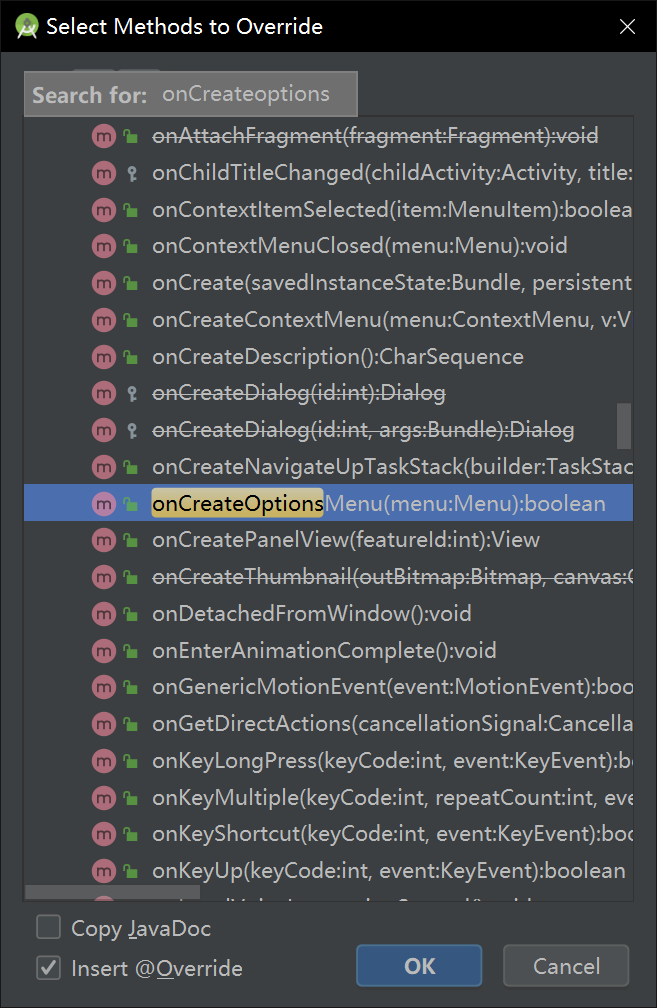 Select Methods to Override
Search for: onCreateoptions
onAttachFragment(fragment:Fragment):void
onChildTitleChanged(childActivity:Activity, title:
onContextItemSelected(item:MenuItem):boolea
onContextMenuClosed(menu:Menu):void
onCreate(savedInstanceState:Bundle, persistent
onCreateContextMenu(menu:ContextMenu, v:V
onCreateDescription():CharSequence
onCreateDialog(id:int):Dialog
onCreateDialog(id:int, args:Bundle):Dialog
onCreateNavigateUpTaskStack(builder:TaskStac
onCreateOptionsMenu(menu:Menu):boolean
onCreatePanelView(featureId:int):View
onCreateThumbnail(outBitmap:Bitmap, canvas:C
onDetachedFromWindow():void
onEnterAnimationComplete():void
onGenericMotionEvent(event:MotionEvent):boo
onGetDirectActions(cancellationSignal:Cancella
onKeyLongPress(keyCode:int, event:KeyEvent):bo
onKeyMultiple(keyCode:int, repeatCount:int, eve
onKeyShortcut(keyCode:int, event:KeyEvent):boo
onKeyUp(keyCode:int, event:KeyEvent):boolean
Copy JavaDoc
Insert @Override
OK
Cancel